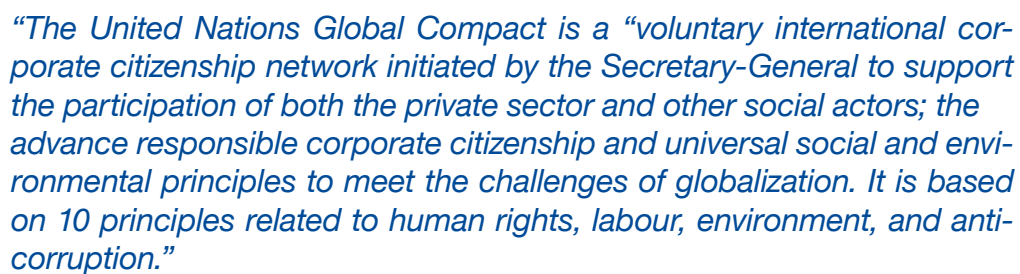 “The United Nations Global Compact is a “voluntary international cor-
porate citizenship network initiated by the Secretary-General to support
the participation of both the private sector and other social actors; the
advance responsible corporate citizenship and universal social and envi-
ronmental principles to meet the challenges of globalization. It is based
on 10 principles related to human rights, labour, environment, and anti-
corruption.”